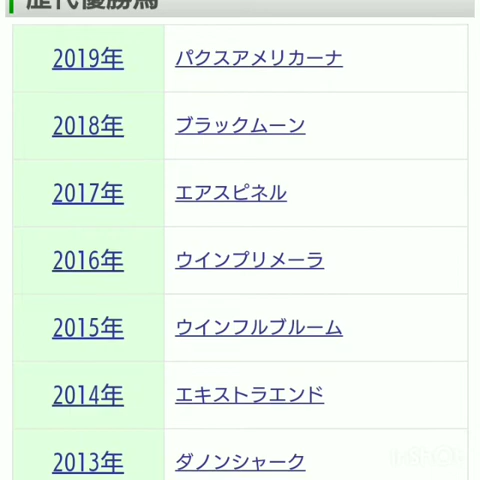 歴代優勝馬
2019年 パクスアメリカーナ
2018年 ブラックムーン
2017年 エアスピネル
2016年 ウインプリメーラ
2015年 ウインフルブルーム
2014年 エキストラエンド
2013年 ダノンシャーク